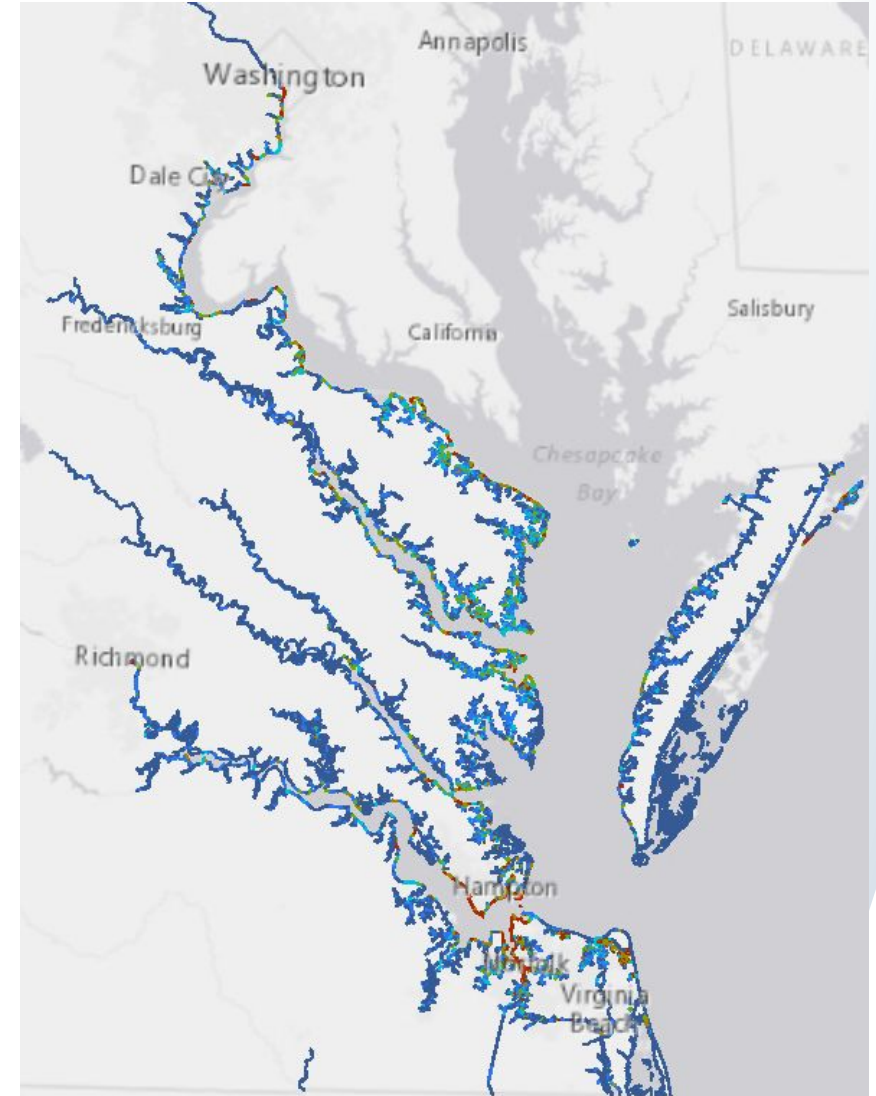 Annapolis
DELAWARE
Washington
Dale City
Salisbury
Fredericksburg
California
Chesapeake
Bay
Richmond
Hampton
Norfolk
Virginia
Beach